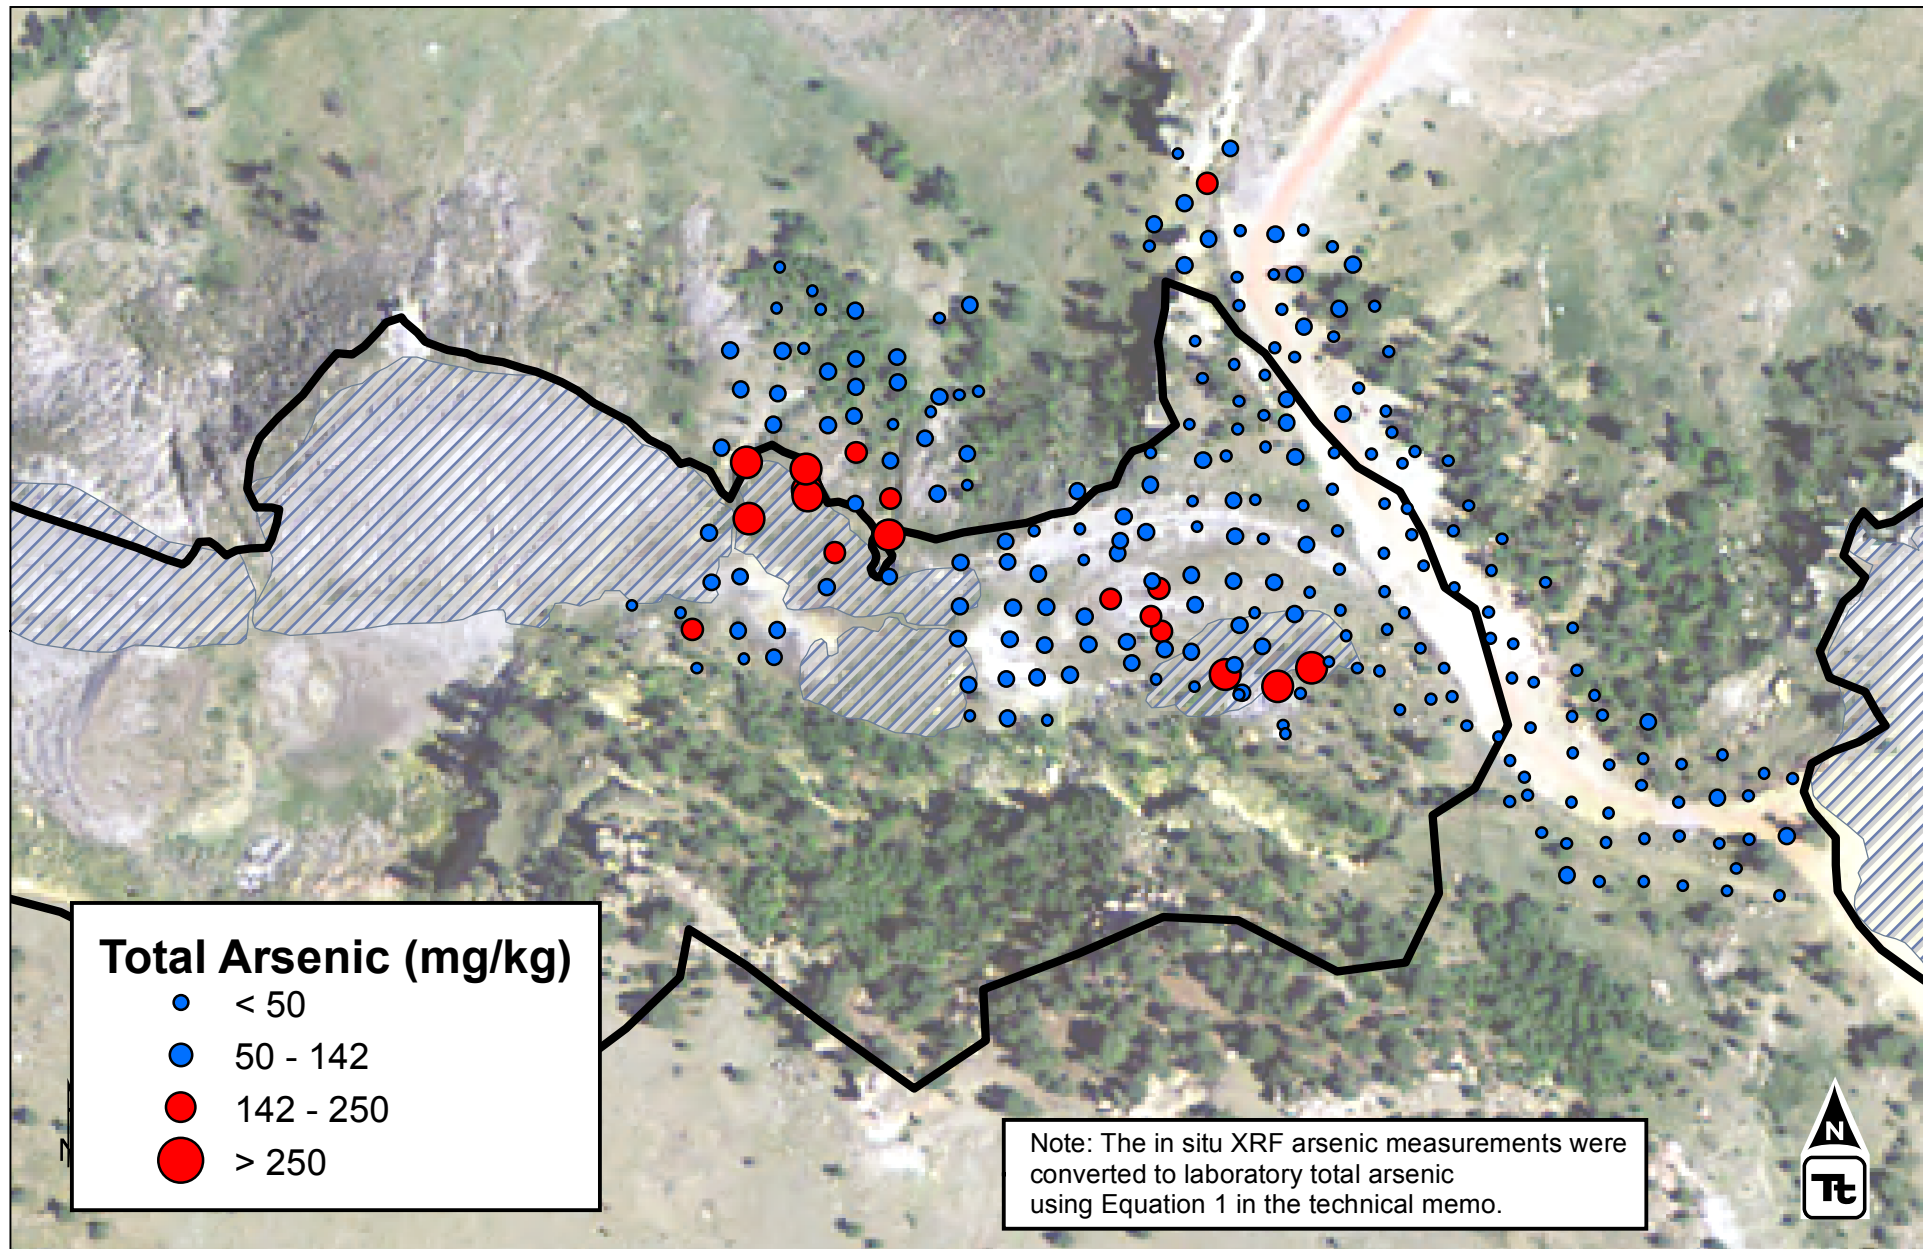 Total Arsenic (mg/kg)
< 50
50 - 142
142 - 250
> 250
Note: The in situ XRF arsenic measurements were
converted to laboratory total arsenic
using Equation 1 in the technical memo.
N
Tt